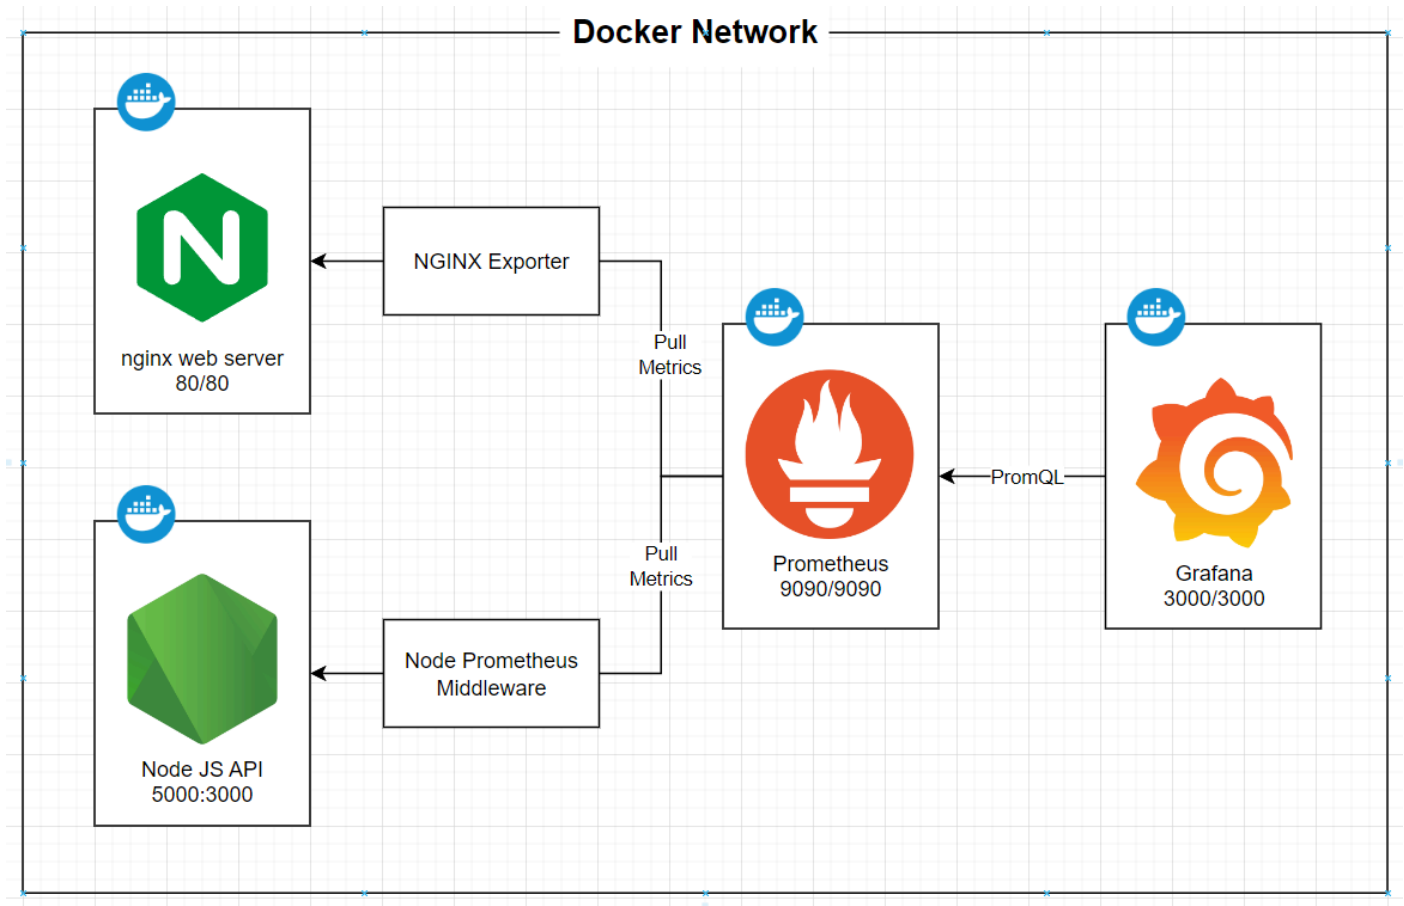 Docker Network
nginx web server
80/80
NGINX Exporter
Pull
Metrics
Prometheus
9090/9090
PromQL
Grafana
3000/3000
Pull
Metrics
Node Prometheus
Middleware
Node JS API
5000:3000